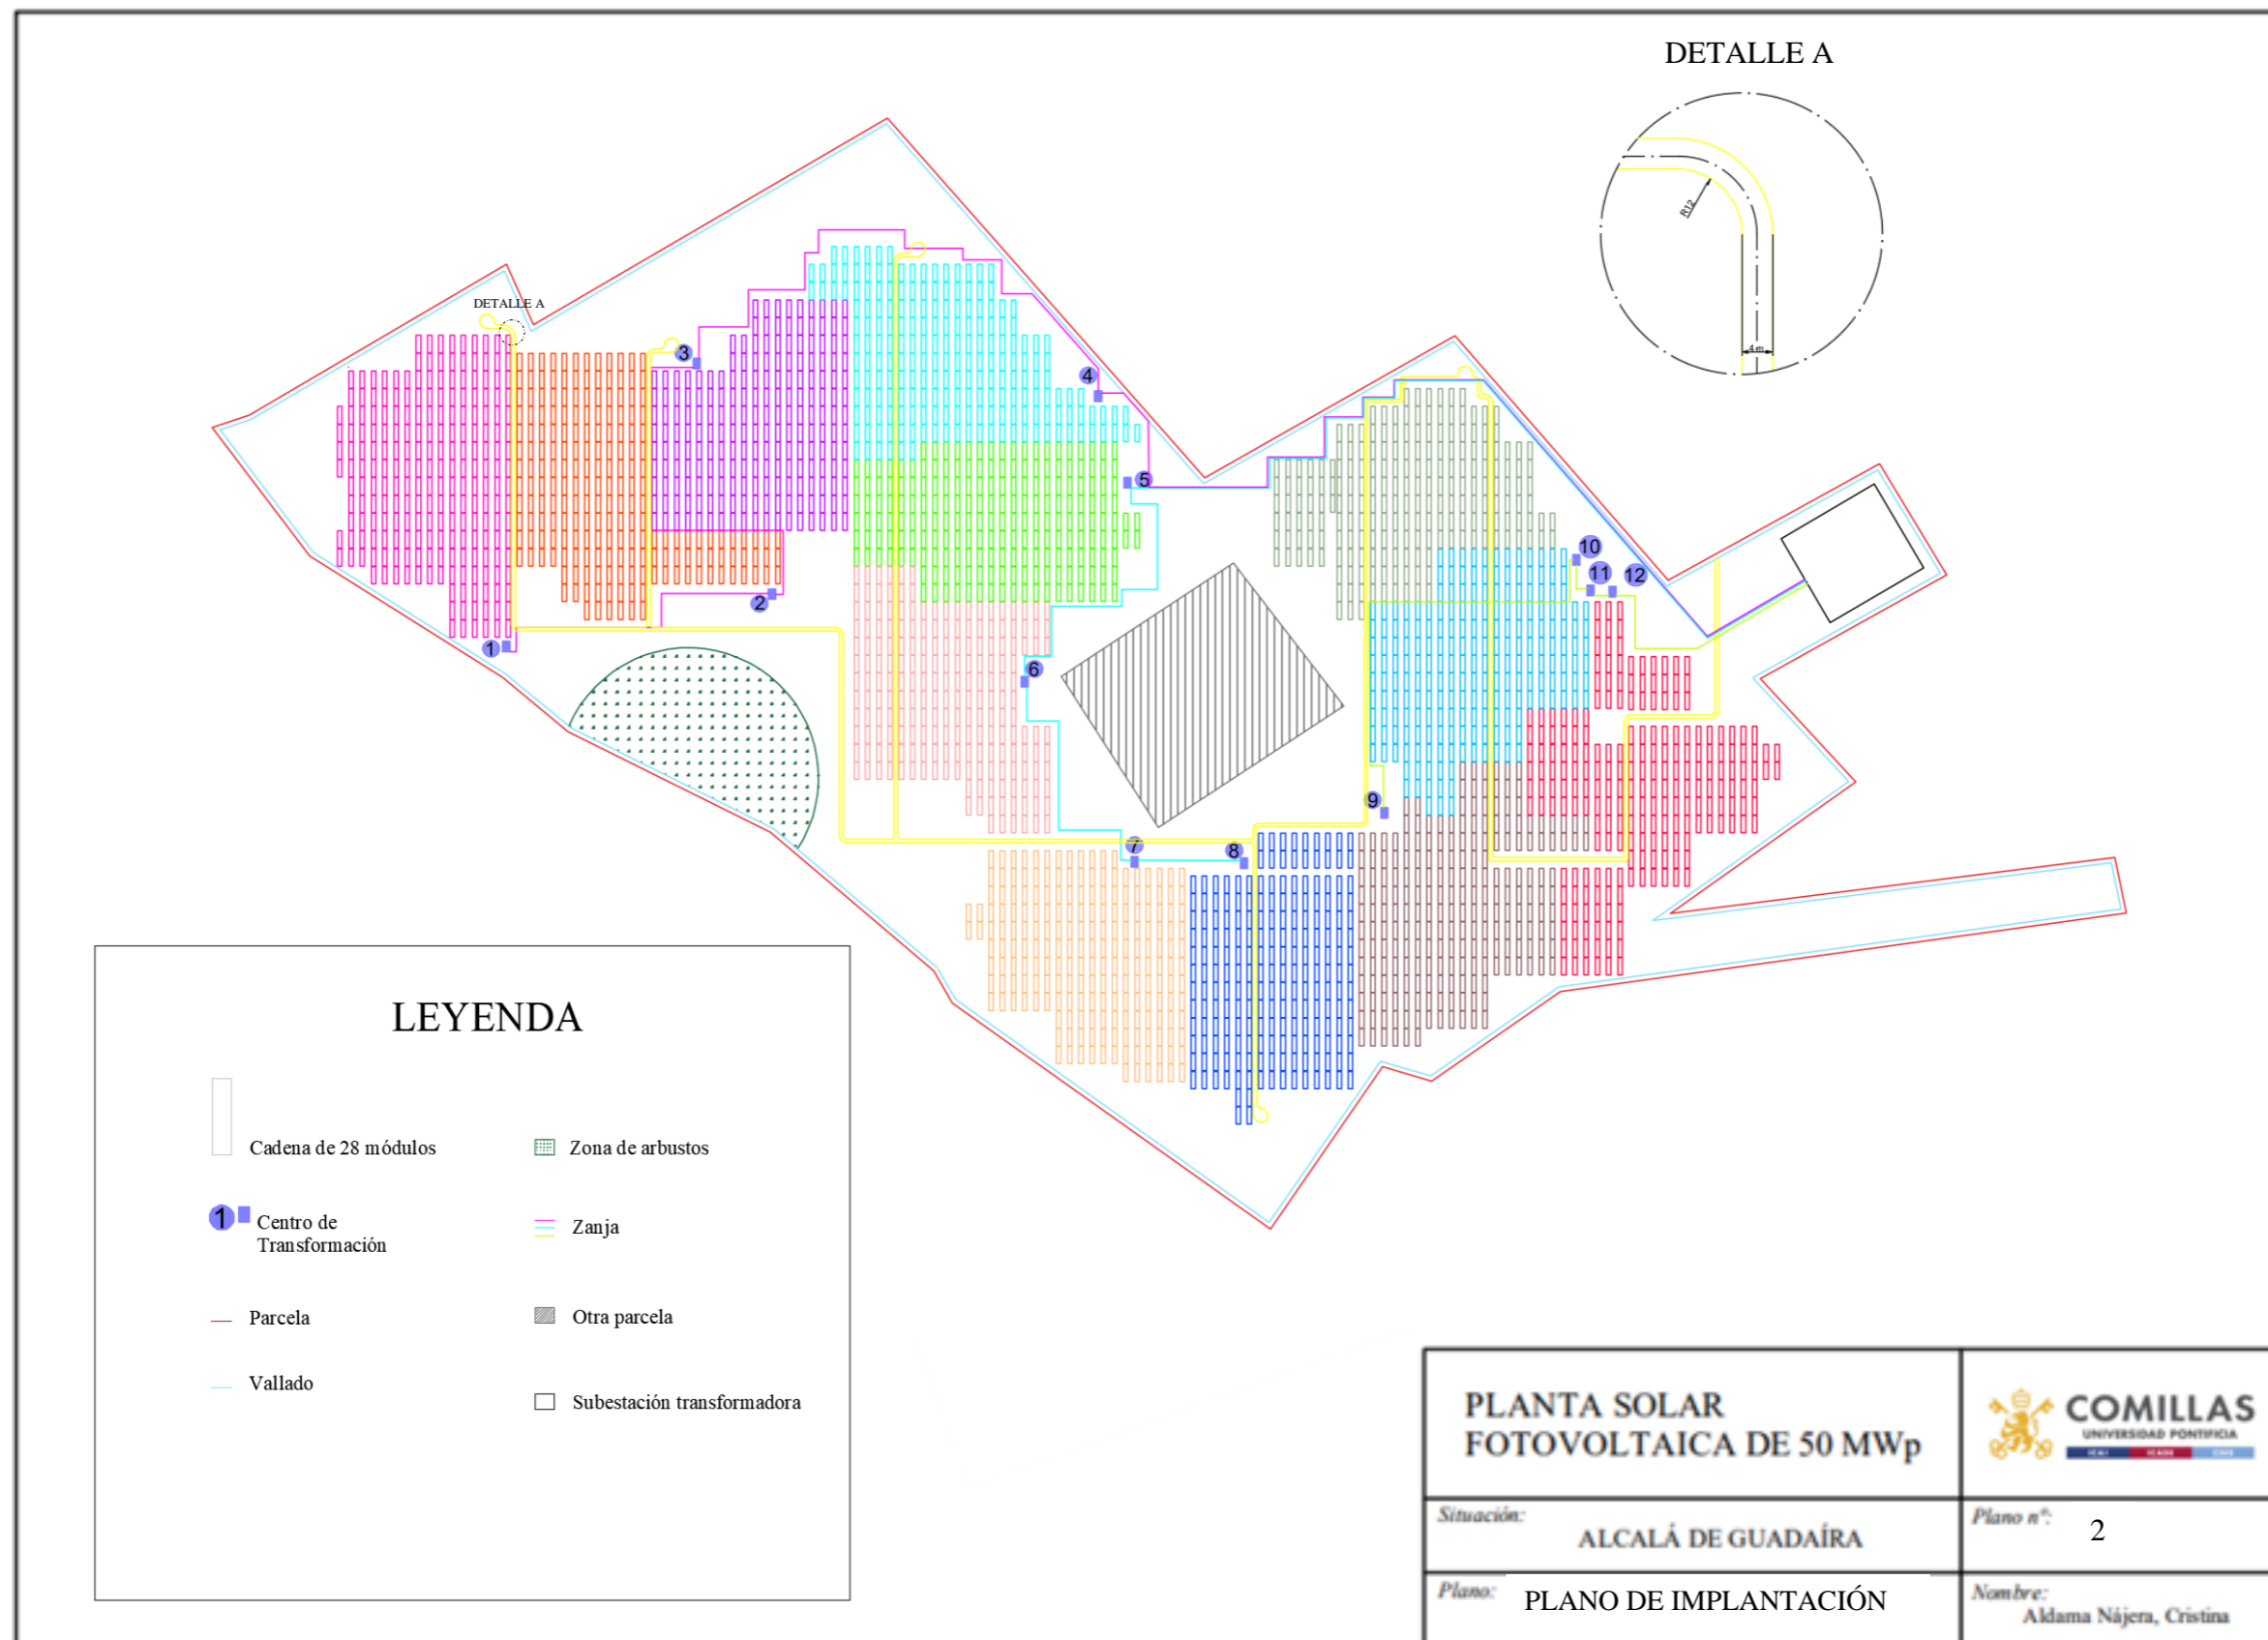 DETALLE A
R12
4 m
DETALLE A
3
4
5
1
2
6
7
8
9
10
11
12
LEYENDA
Cadena de 28 módulos
Zona de arbustos
1
Centro de
Transformación
Zanja
Parcela
Otra parcela
Vallado
Subestación transformadora
PLANTA SOLAR
FOTOVOLTAICA DE 50 MWp
COMILLAS
UNIVERSIDAD PONTIFICIA
ICAI ICADE CIHS
Situación:
ALCALÁ DE GUADAÍRA
Plano nº: 2
Plano: PLANO DE IMPLANTACIÓN
Nombre:
Aldama Nájera, Cristina